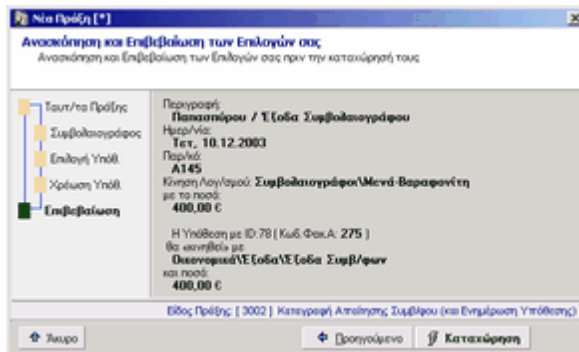 Νέα Πράξη [*]
Ανασκόπηση και Επιβεβαίωση των Επιλογών σας
Ανασκόπηση και Επιβεβαίωση των Επιλογών σας πριν την καταχώρησή τους
Ταυτ/τα Πράξης
Συμβολαιογράφος
Επιλογή Υπόθ.
Χρέωση Υπόθ.
Επιβεβαίωση
Περιγραφή:
Παπασπύρου / Έξοδα Συμβολαιογράφου
Ημερ/νία:
Τετ, 10.12.2003
Παρ/κό:
Α145
Κίνηση Λογ/σμού: Συμβολαιογράφοι\Μενά-Βαραφωνίτη
με το ποσό:
400,00 €
Η Υπόθεση με ID:78 ( Κωδ. Φακ.Α: 275 )
θα «κινηθεί» με
Οικονομικά\Έξοδα\Έξοδα Συμβ/φων
και ποσό:
400,00 €
Είδος Πράξης: [ 3002 ] Καταγραφή Απαίτησης Συμβ/φου (και Ενημέρωση Υπόθεσης)
Άκυρο
Προηγούμενο
Καταχώρηση